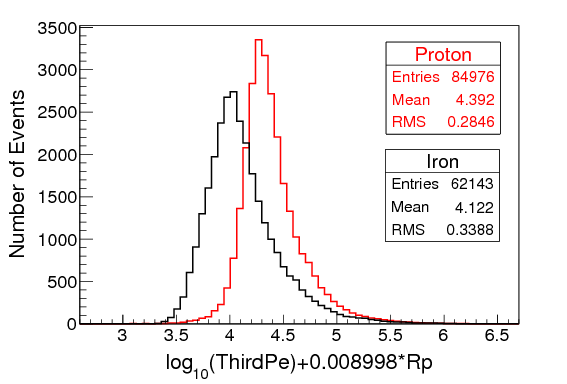 3500
3000
2500
2000
1500
1000
500
0
Number of Events
Proton
Entries 84976
Mean 4.392
RMS 0.2846
Iron
Entries 62143
Mean 4.122
RMS 0.3388
3 3.5 4 4.5 5 5.5 6 6.5
log10(ThirdPe)+0.008998*Rp